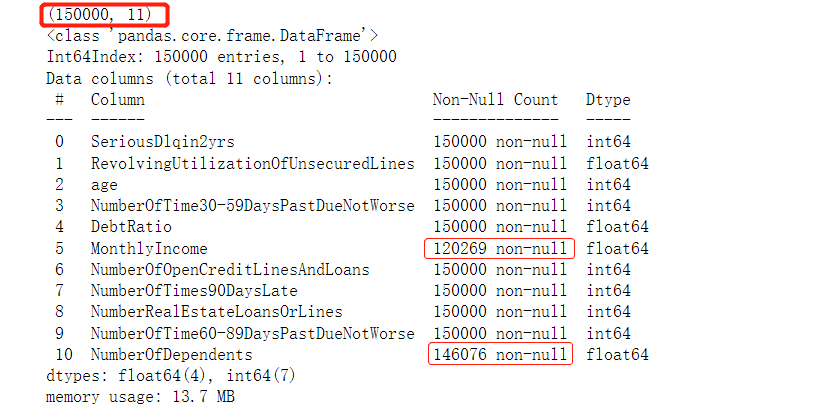 (150000, 11)
<class 'pandas.core.frame.DataFrame'>
Int64Index: 150000 entries, 1 to 150000
Data columns (total 11 columns):
 #   Column                                Non-Null Count   Dtype
---  ------                                --------------   -----
 0   SeriousDlqin2yrs                      150000 non-null  int64
 1   RevolvingUtilizationOfUnsecuredLines  150000 non-null  float64
 2   age                                   150000 non-null  int64
 3   NumberOfTime30-59DaysPastDueNotWorse  150000 non-null  int64
 4   DebtRatio                             150000 non-null  float64
 5   MonthlyIncome                         120269 non-null  float64
 6   NumberOfOpenCreditLinesAndLoans       150000 non-null  int64
 7   NumberOfTimes90DaysLate               150000 non-null  int64
 8   NumberRealEstateLoansOrLines          150000 non-null  int64
 9   NumberOfTime60-89DaysPastDueNotWorse  150000 non-null  int64
 10  NumberOfDependents                    146076 non-null  float64
dtypes: float64(4), int64(7)
memory usage: 13.7 MB